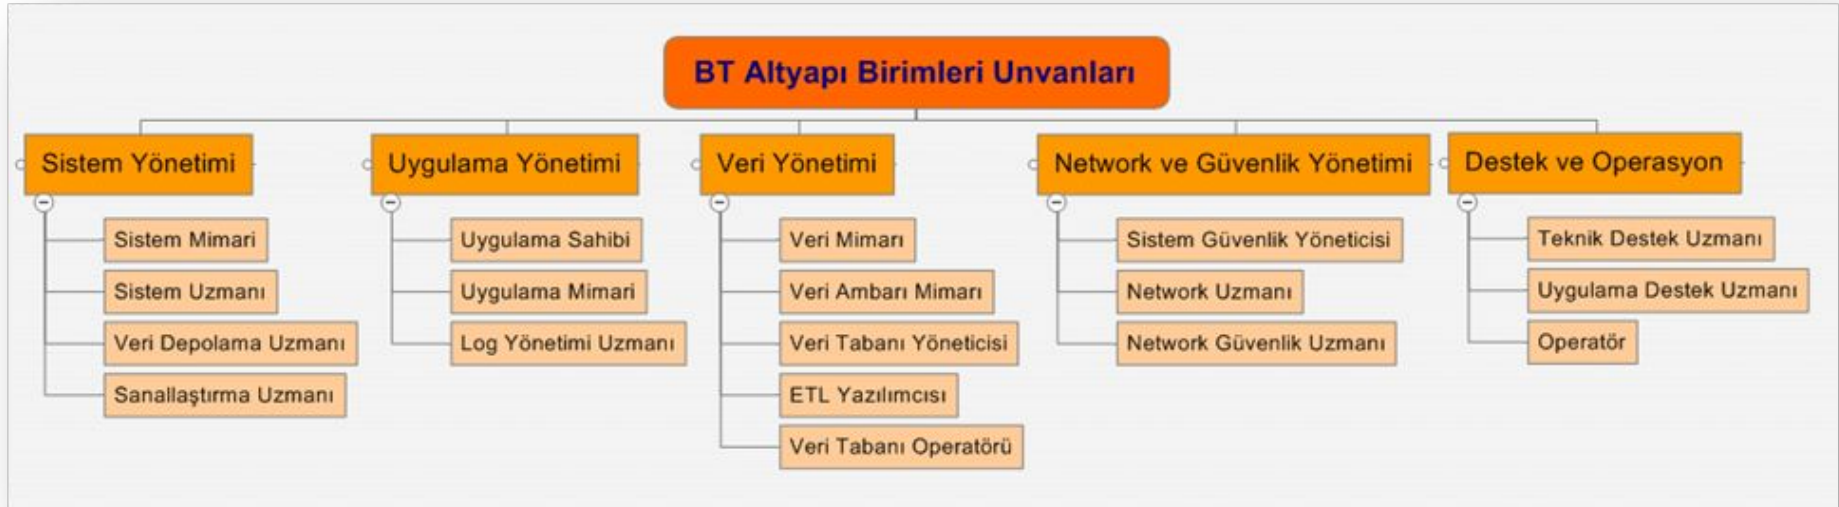 BT Altyapı Birimleri Unvanları
Sistem Yönetimi
Sistem Mimari
Sistem Uzmanı
Veri Depolama Uzmanı
Sanallaştırma Uzmanı
Uygulama Yönetimi
Uygulama Sahibi
Uygulama Mimari
Log Yönetimi Uzmanı
Veri Yönetimi
Veri Mimarı
Veri Ambarı Mimarı
Veri Tabanı Yöneticisi
ETL Yazılımcısı
Veri Tabanı Operatörü
Network ve Güvenlik Yönetimi
Sistem Güvenlik Yöneticisi
Network Uzmanı
Network Güvenlik Uzmanı
Destek ve Operasyon
Teknik Destek Uzmanı
Uygulama Destek Uzmanı
Operatör